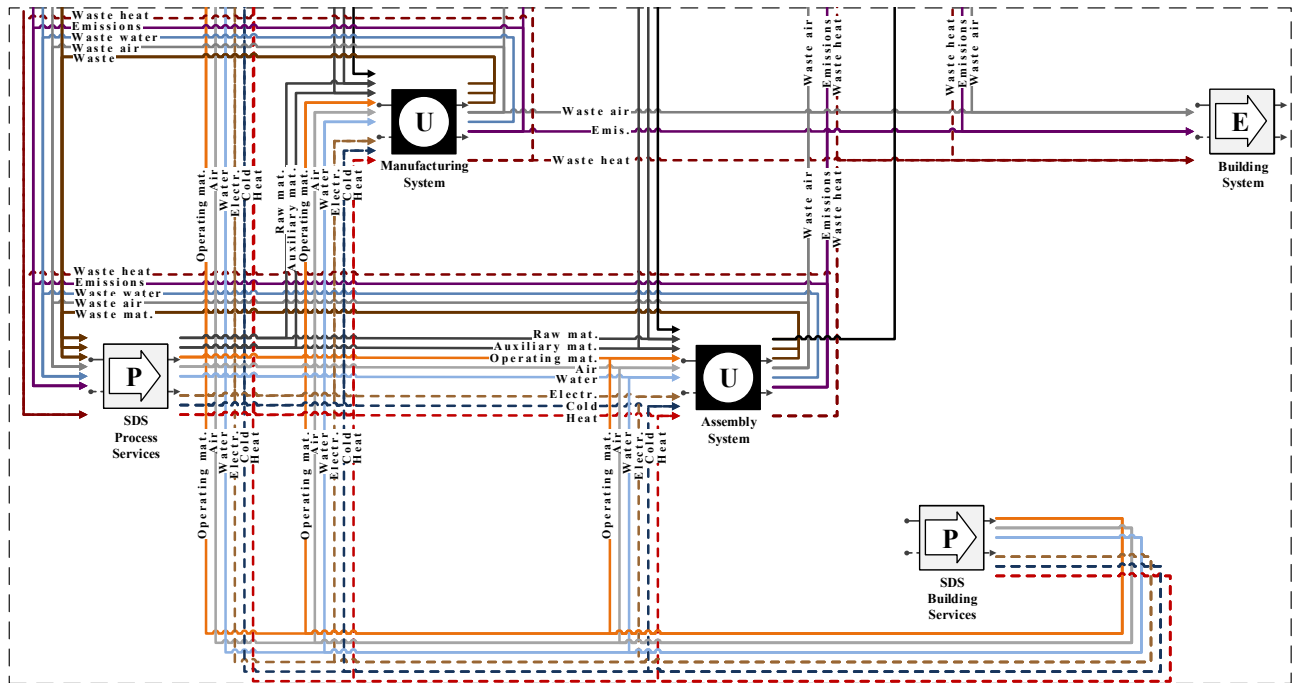 Waste heat
Emissions
Waste water
Waste air
Waste
Waste air
Emissions
Waste heat
Waste heat
Emissions
Waste air
U
Manufacturing
System
Waste air
Emis.
Waste heat
E
Building
System
Operating mat.
Air
Water
Electr.
Cold
Heat
Raw mat.
Auxiliary mat.
Operating mat.
Air
Water
Electr.
Cold
Heat
Waste air
Emissions
Waste heat
Waste heat
Emissions
Waste water
Waste air
Waste mat.
P
SDS
Process
Services
Raw mat.
Auxiliary mat.
Operating mat.
Air
Water
Electr.
Cold
Heat
U
Assembly
System
Operating mat.
Air
Water
Electr.
Cold
Heat
Operating mat.
Air
Water
Electr.
Cold
Heat
Operating mat.
Air
Water
Electr.
Cold
Heat
P
SDS
Building
Services